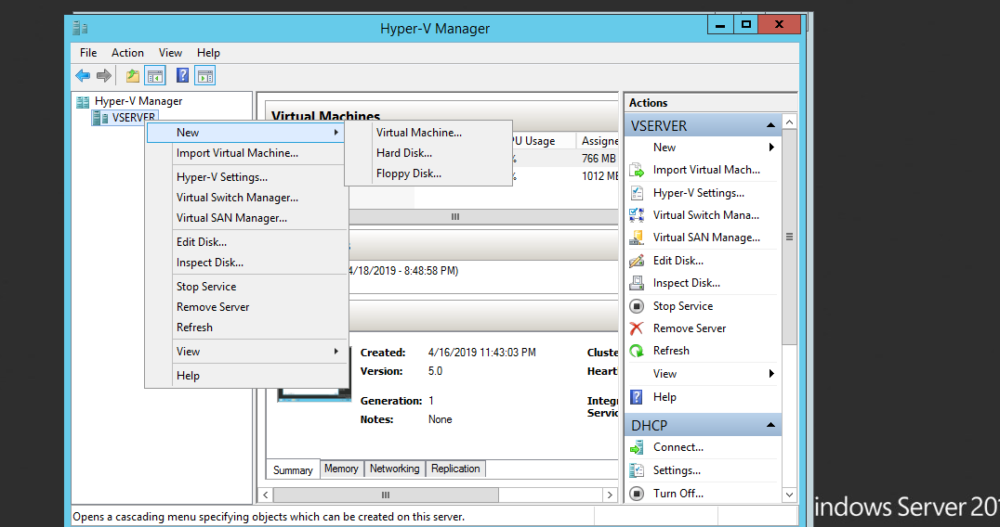 Hyper-V Manager
File Action View Help
Hyper-V Manager
VSERVER
New
Import Virtual Machine...
Hyper-V Settings...
Virtual Switch Manager...
Virtual SAN Manager...
Edit Disk...
Inspect Disk...
Stop Service
Remove Server
Refresh
View
Help
Virtual Machine...
Hard Disk...
Floppy Disk...
Virtual Machines
PU Usage Assigne
% 766 MB
% 1012 MB
4/18/2019 - 8:48:58 PM)
Created: 4/16/2019 11:43:03 PM Cluste
Version: 5.0 Heart
Generation: 1 Integr
Servic
Notes: None
Summary Memory Networking Replication
Actions
VSERVER
New
Import Virtual Mach...
Hyper-V Settings...
Virtual Switch Mana...
Virtual SAN Manage...
Edit Disk...
Inspect Disk...
Stop Service
Remove Server
Refresh
View
Help
DHCP
Connect...
Settings...
Turn Off...
Opens a cascading menu specifying objects which can be created on this server.
indows Server 201